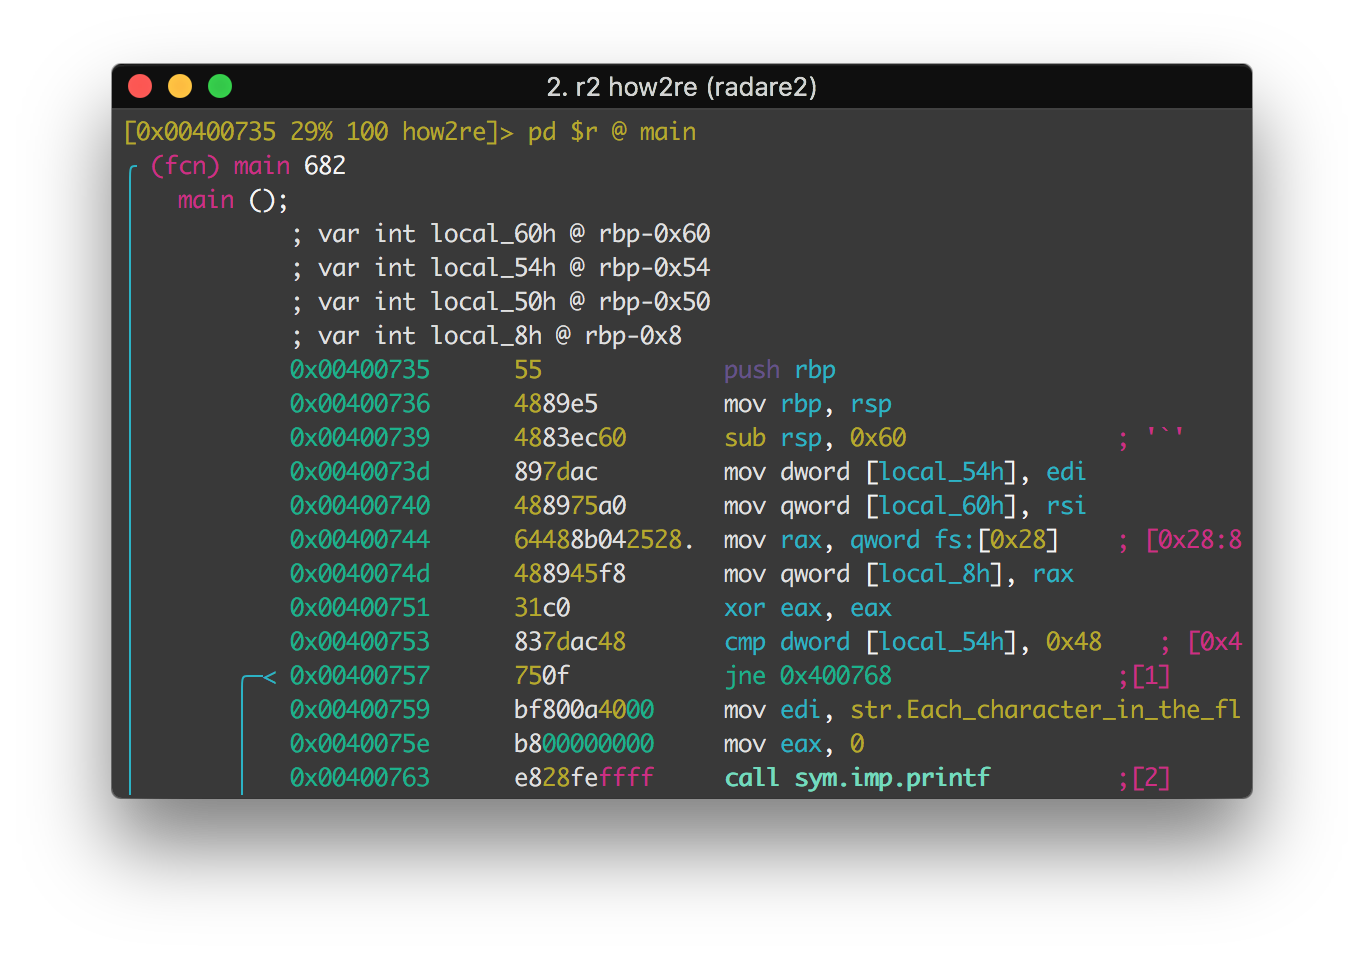 2. r2 how2re (radare2)
[0x00400735 29% 100 how2re]> pd $r @ main
(fcn) main 682
main ();
; var int local_60h @ rbp-0x60
; var int local_54h @ rbp-0x54
; var int local_50h @ rbp-0x50
; var int local_8h @ rbp-0x8
0x00400735 55 push rbp
0x00400736 4889e5 mov rbp, rsp
0x00400739 4883ec60 sub rsp, 0x60 ; '`'
0x0040073d 897dac mov dword [local_54h], edi
0x00400740 488975a0 mov qword [local_60h], rsi
0x00400744 64488b042528. mov rax, qword fs:[0x28] ; [0x28:8
0x0040074d 488945f8 mov qword [local_8h], rax
0x00400751 31c0 xor eax, eax
0x00400753 837dac48 cmp dword [local_54h], 0x48 ; [0x4
< 0x00400757 750f jne 0x400768 ;[1]
0x00400759 bf800a4000 mov edi, str.Each_character_in_the_fl
0x0040075e b800000000 mov eax, 0
0x00400763 e828feffff call sym.imp.printf ;[2]